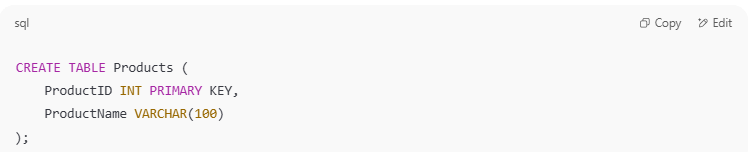 sql
Copy
Edit
CREATE TABLE Products (
    ProductID INT PRIMARY KEY,
    ProductName VARCHAR(100)
);